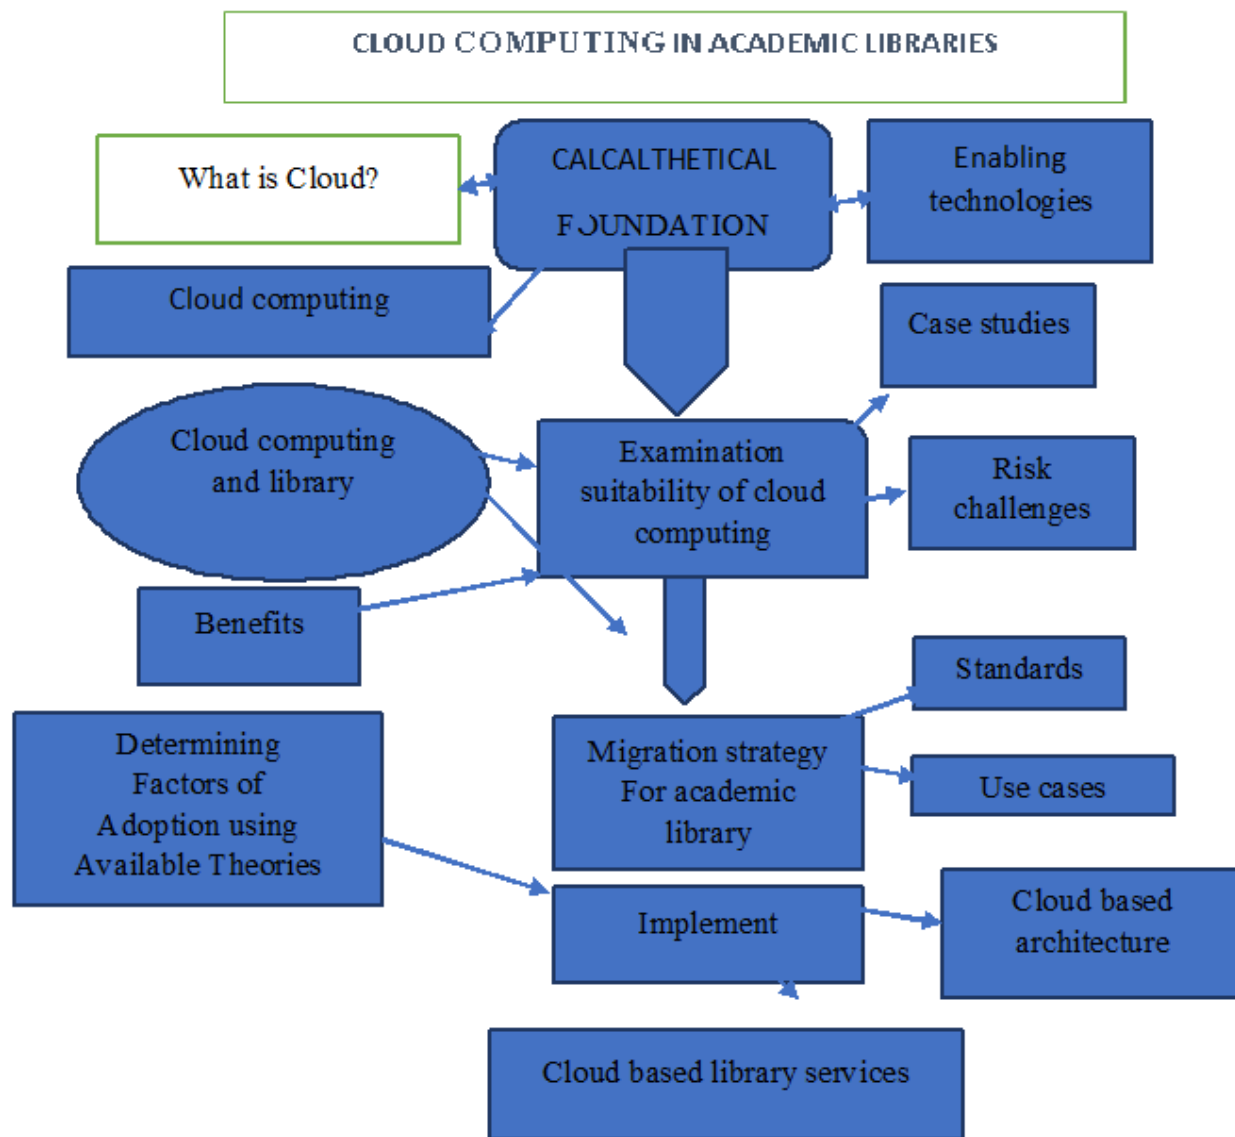 CLOUD COMPUTING IN ACADEMIC LIBRARIES
What is Cloud?
CALCALTHETICAL
FOUNDATION
Enabling
technologies
Cloud computing
Case studies
Cloud computing
and library
Examination
suitability of cloud
computing
Risk
challenges
Benefits
Standards
Determining
Factors of
Adoption using
Available Theories
Migration strategy
For academic
library
Use cases
Implement
Cloud based
architecture
Cloud based library services